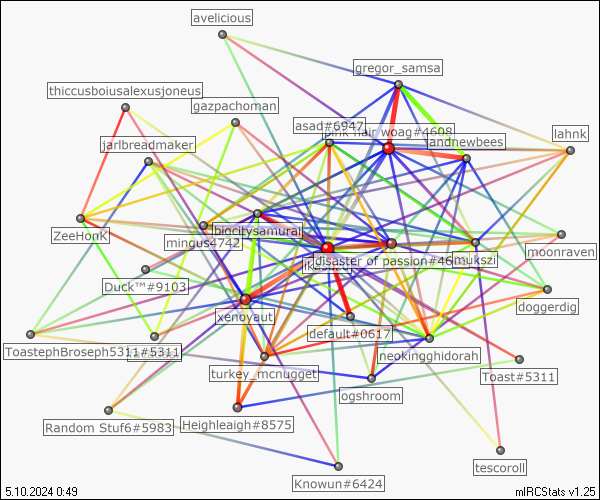 avelicious
gregor_samsa
thiccusboiusalexusjoneus
gazpachoman
asad#6947
pink hair woag#4608
andnewbees
lahnk
jarlbreadmaker
biccitysamurai
ZeeHonk
mingus4742
smukszi
moonraven
disaster of passion#46
Duck™#9103
doggerdig
xenoyaut
default#0617
ToastephBroseph5311#5311
neokingghidorah
turkey_mcnugget
Toast#5311
ogshroom
Random Stuf6#5983
Heighleaigh#8575
tescoroll
Knowun#6424
5.10.2024 0:49
mIRCStats v1.25